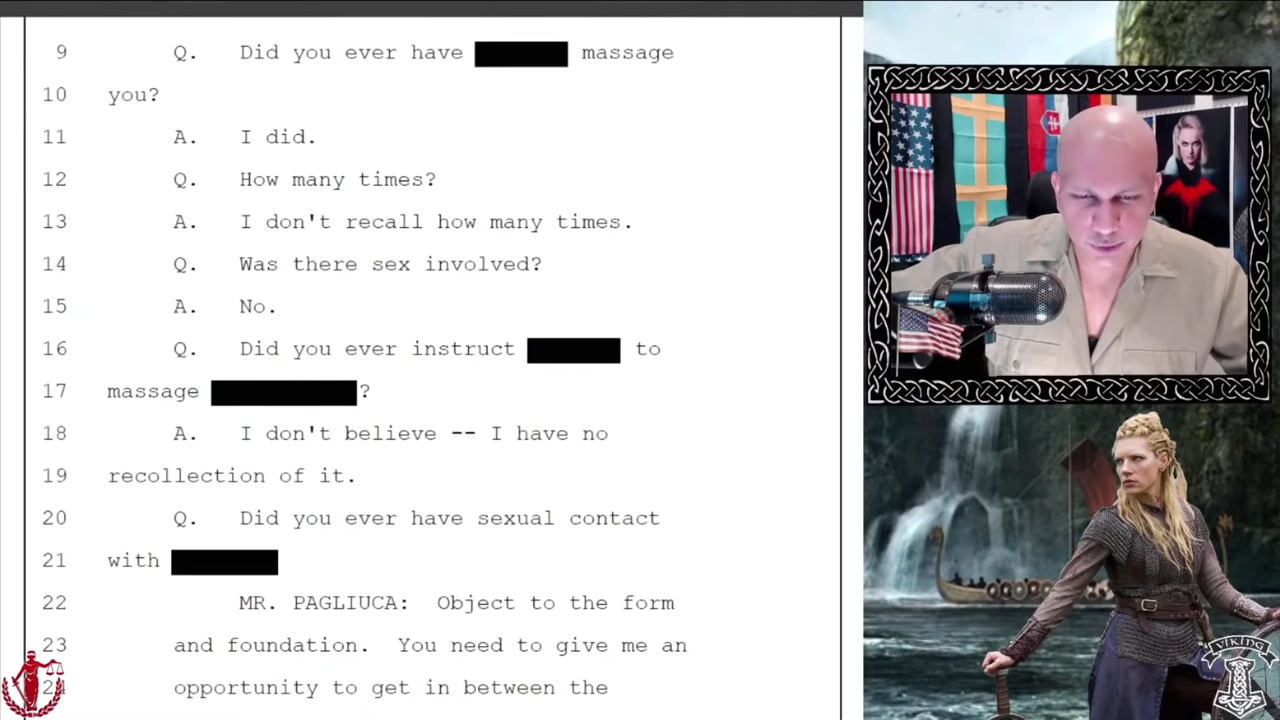 9 Q. Did you ever have massage
10 you?
11 A. I did.
12 Q. How many times?
13 A. I don't recall how many times.
14 Q. Was there sex involved?
15 A. No.
16 Q. Did you ever instruct to
17 massage ?
18 A. I don't believe -- I have no
19 recollection of it.
20 Q. Did you ever have sexual contact
21 with
22 MR. PAGLIUCA: Object to the form
23 and foundation. You need to give me an
24 opportunity to get in between the
VIKING